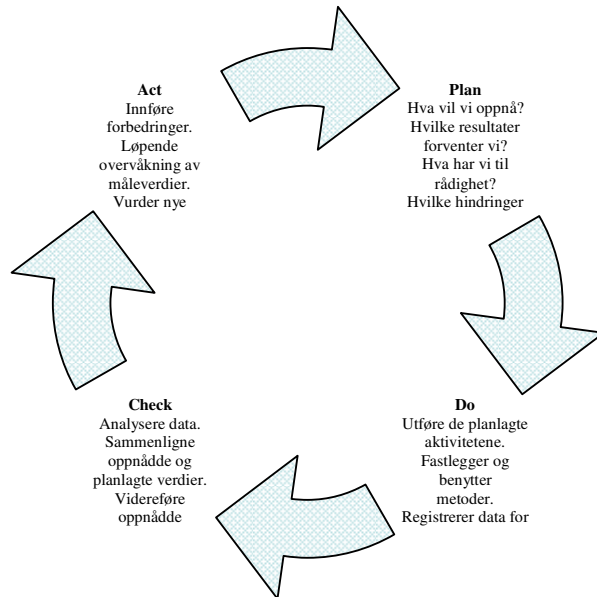 Act
Innføre
forbedringer.
Løpende
overvåkning av
måleverdier.
Vurder nye
Plan
Hva vil vi oppnå?
Hvilke resultater
forventer vi?
Hva har vi til
rådighet?
Hvilke hindringer
Do
Utføre de planlagte
aktivitetene.
Fastlegger og
benytter
metoder.
Registrerer data for
Check
Analysere data.
Sammenligne
oppnådde og
planlagte verdier.
Videreføre
oppnådde